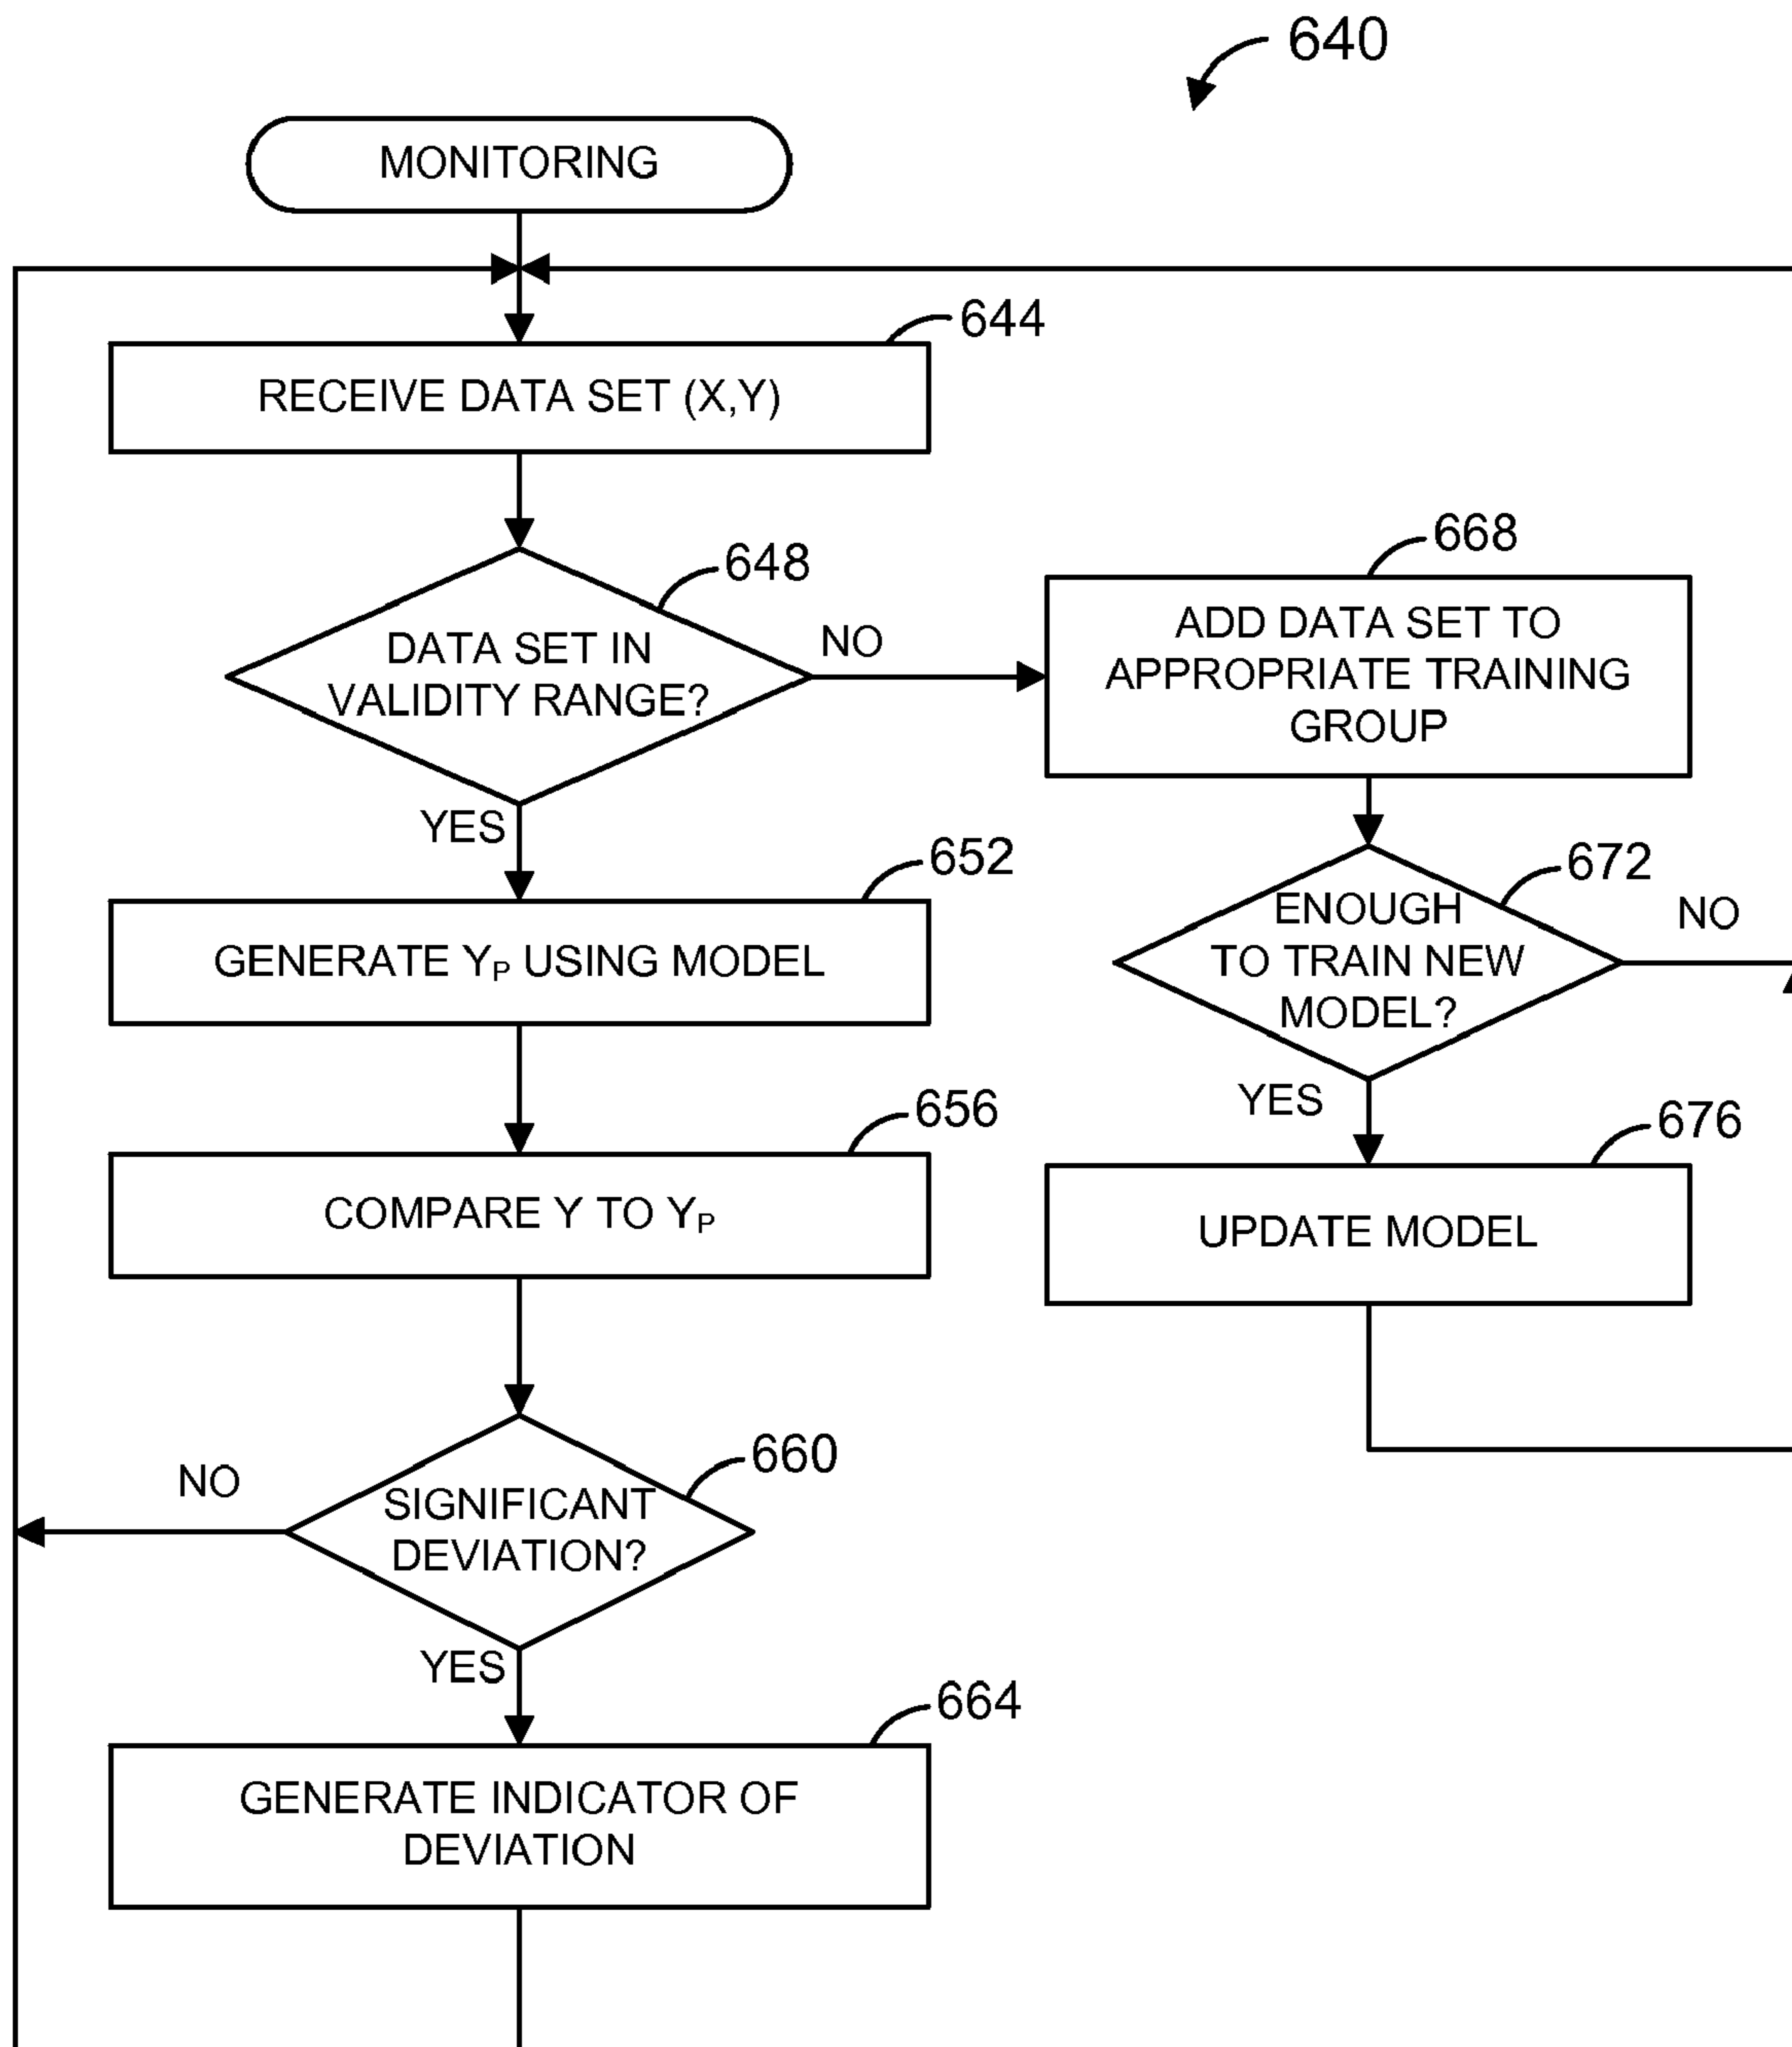 640
MONITORING
644
RECEIVE DATA SET (X,Y)
648
DATA SET IN
VALIDITY RANGE?
NO
YES
668
ADD DATA SET TO
APPROPRIATE TRAINING
GROUP
652
GENERATE YP USING MODEL
672
ENOUGH
TO TRAIN NEW
MODEL?
NO
YES
656
COMPARE Y TO YP
676
UPDATE MODEL
660
SIGNIFICANT
DEVIATION?
NO
YES
664
GENERATE INDICATOR OF
DEVIATION